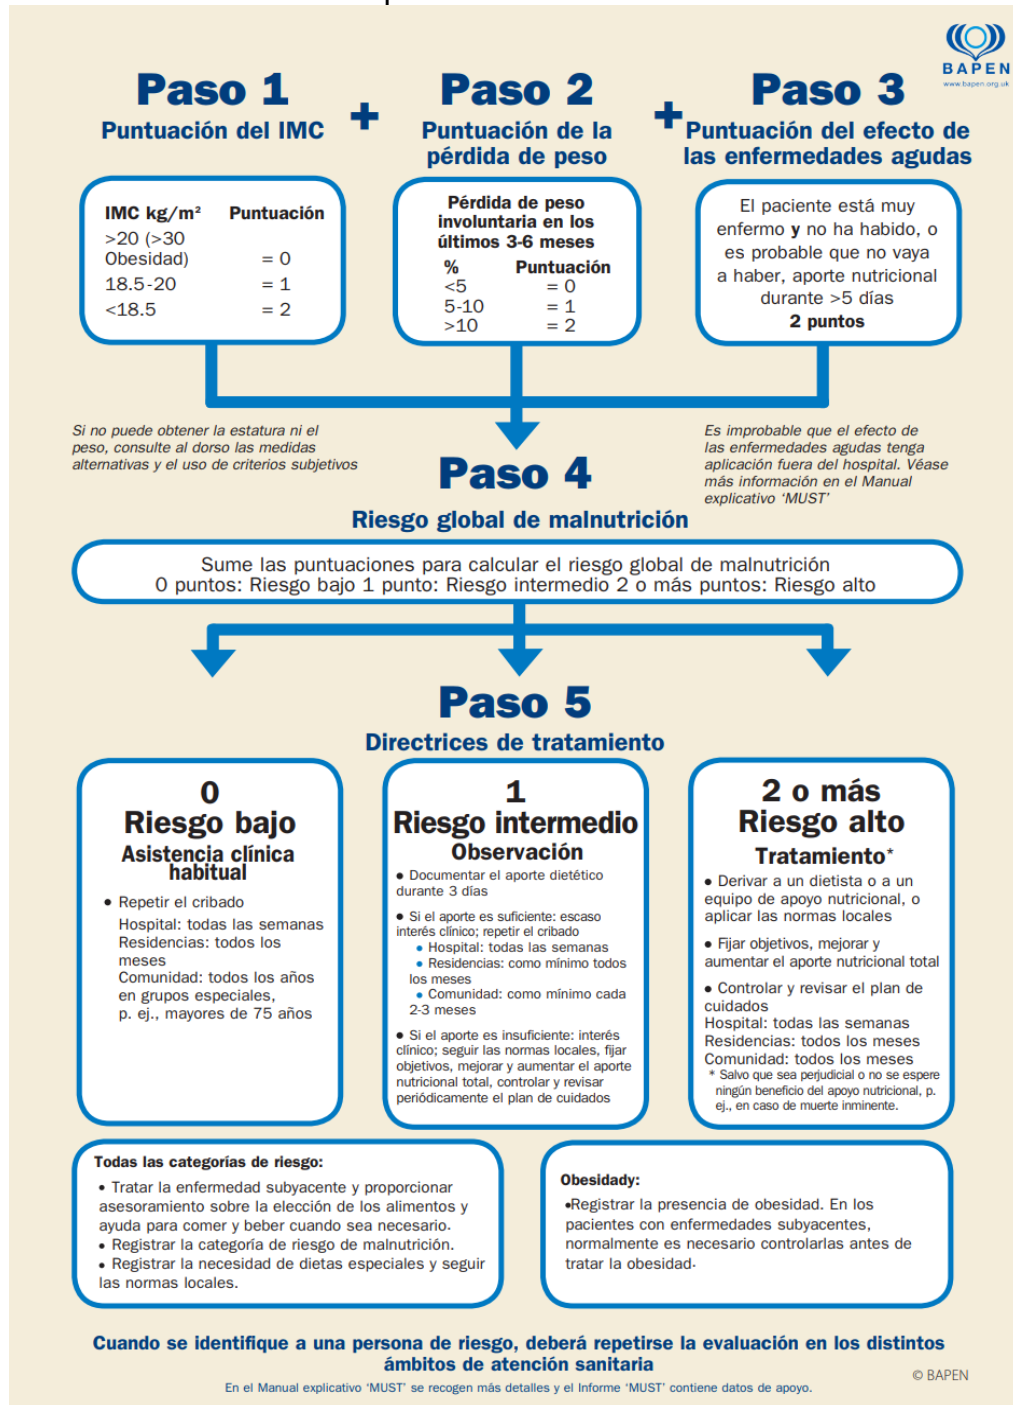 BAPEN
www.bapen.org.uk
Paso 1
Puntuación del IMC
+
Paso 2
Puntuación de la
pérdida de peso
+
Paso 3
Puntuación del efecto de
las enfermedades agudas
IMC kg/m² Puntuación
>20 (>30
Obesidad) = 0
18.5-20 = 1
<18.5 = 2
Pérdida de peso
involuntaria en los
últimos 3-6 meses
% Puntuación
<5 = 0
5-10 = 1
>10 = 2
El paciente está muy
enfermo y no ha habido, o
es probable que no vaya
a haber, aporte nutricional
durante >5 días
2 puntos
Si no puede obtener la estatura ni el
peso, consulte al dorso las medidas
alternativas y el uso de criterios subjetivos
Es improbable que el efecto de
las enfermedades agudas tenga
aplicación fuera del hospital. Véase
más información en el Manual
explicativo ‘MUST’
Paso 4
Riesgo global de malnutrición
Sume las puntuaciones para calcular el riesgo global de malnutrición
0 puntos: Riesgo bajo 1 punto: Riesgo intermedio 2 o más puntos: Riesgo alto
Paso 5
Directrices de tratamiento
0
Riesgo bajo
Asistencia clínica
habitual
• Repetir el cribado
Hospital: todas las semanas
Residencias: todos los
meses
Comunidad: todos los años
en grupos especiales,
p. ej., mayores de 75 años
1
Riesgo intermedio
Observación
• Documentar el aporte dietético
durante 3 días
• Si el aporte es suficiente: escaso
interés clínico; repetir el cribado
• Hospital: todas las semanas
• Residencias: como mínimo todos
los meses
• Comunidad: como mínimo cada
2-3 meses
• Si el aporte es insuficiente: interés
clínico; seguir las normas locales, fijar
objetivos, mejorar y aumentar el aporte
nutricional total, controlar y revisar
periódicamente el plan de cuidados
2 o más
Riesgo alto
Tratamiento*
• Derivar a un dietista o a un
equipo de apoyo nutricional, o
aplicar las normas locales
• Fijar objetivos, mejorar y
aumentar el aporte nutricional total
• Controlar y revisar el plan de
cuidados
Hospital: todas las semanas
Residencias: todos los meses
Comunidad: todos los meses
* Salvo que sea perjudicial o no se espere
ningún beneficio del apoyo nutricional, p.
ej., en caso de muerte inminente.
Todas las categorías de riesgo:
• Tratar la enfermedad subyacente y proporcionar
asesoramiento sobre la elección de los alimentos y
ayuda para comer y beber cuando sea necesario.
• Registrar la categoría de riesgo de malnutrición.
• Registrar la necesidad de dietas especiales y seguir
las normas locales.
Obesidady:
•Registrar la presencia de obesidad. En los
pacientes con enfermedades subyacentes,
normalmente es necesario controlarlas antes de
tratar la obesidad.
Cuando se identifique a una persona de riesgo, deberá repetirse la evaluación en los distintos
ámbitos de atención sanitaria
En el Manual explicativo ‘MUST’ se recogen más detalles y el Informe ‘MUST’ contiene datos de apoyo.
© BAPEN